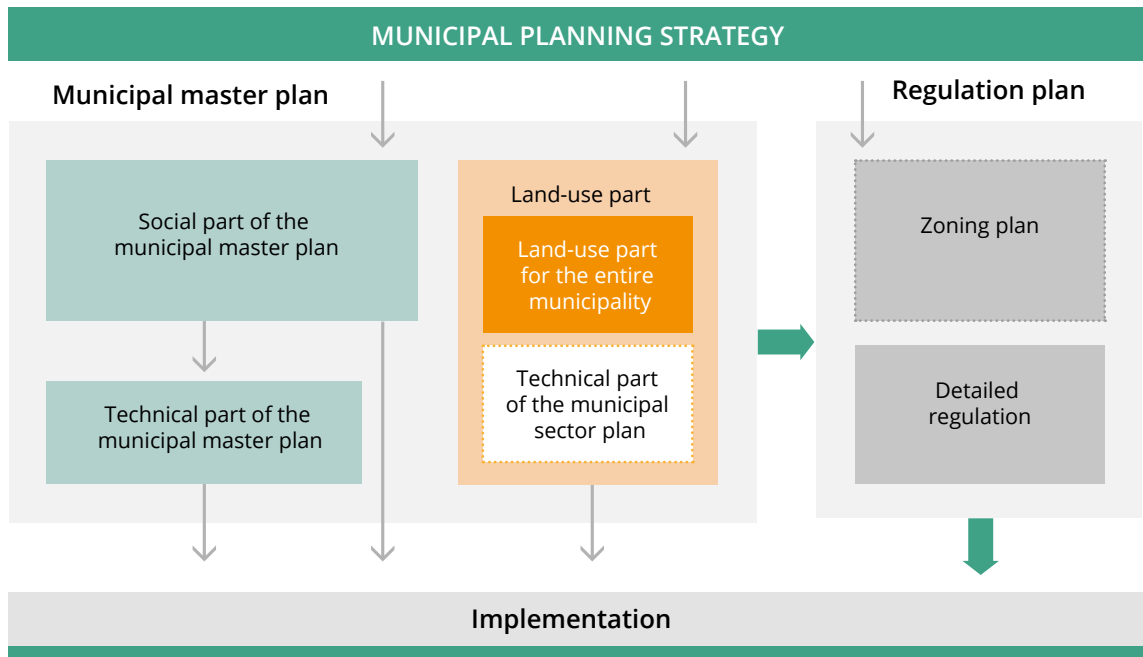 MUNICIPAL PLANNING STRATEGY
Municipal master plan
Regulation plan
Social part of the
municipal master plan
Technical part of the
municipal master plan
Land-use part
Land-use part
for the entire
municipality
Technical part
of the municipal
sector plan
Zoning plan
Detailed
regulation
Implementation